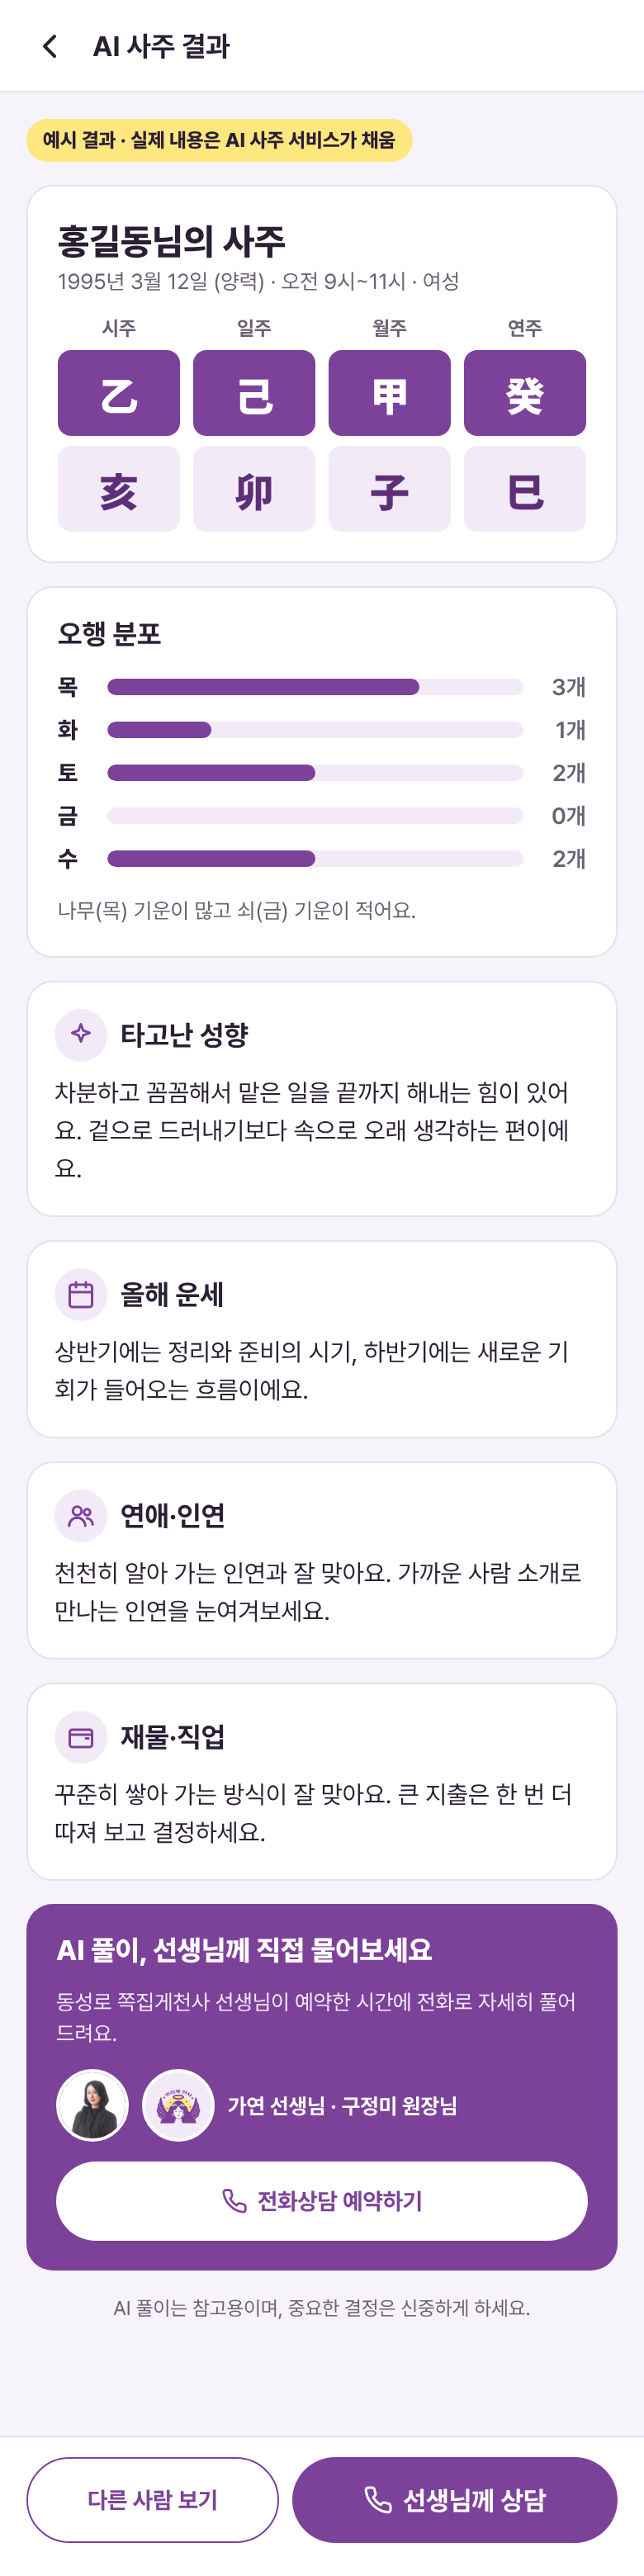 AI 사주 결과
예시 결과 · 실제 내용은 AI 사주 서비스가 채움
홍길동님의 사주
1995년 3월 12일 (양력) · 오전 9시~11시 · 여성
시주 일주 월주 연주
乙 己 甲 癸
亥 卯 子 巳
오행 분포
목 3개
화 1개
토 2개
금 0개
수 2개
나무(목) 기운이 많고 쇠(금) 기운이 적어요.
타고난 성향
차분하고 꼼꼼해서 맡은 일을 끝까지 해내는 힘이 있어
요. 겉으로 드러내기보다 속으로 오래 생각하는 편이에
요.
올해 운세
상반기에는 정리와 준비의 시기, 하반기에는 새로운 기
회가 들어오는 흐름이에요.
연애·인연
천천히 알아 가는 인연과 잘 맞아요. 가까운 사람 소개로
만나는 인연을 눈여겨보세요.
재물·직업
꾸준히 쌓아 가는 방식이 잘 맞아요. 큰 지출은 한 번 더
따져 보고 결정하세요.
AI 풀이, 선생님께 직접 물어보세요
동성로 쪽집게천사 선생님이 예약한 시간에 전화로 자세히 풀어
드려요.
가연 선생님 · 구정미 원장님
전화상담 예약하기
AI 풀이는 참고용이며, 중요한 결정은 신중하게 하세요.
다른 사람 보기
선생님께 상담